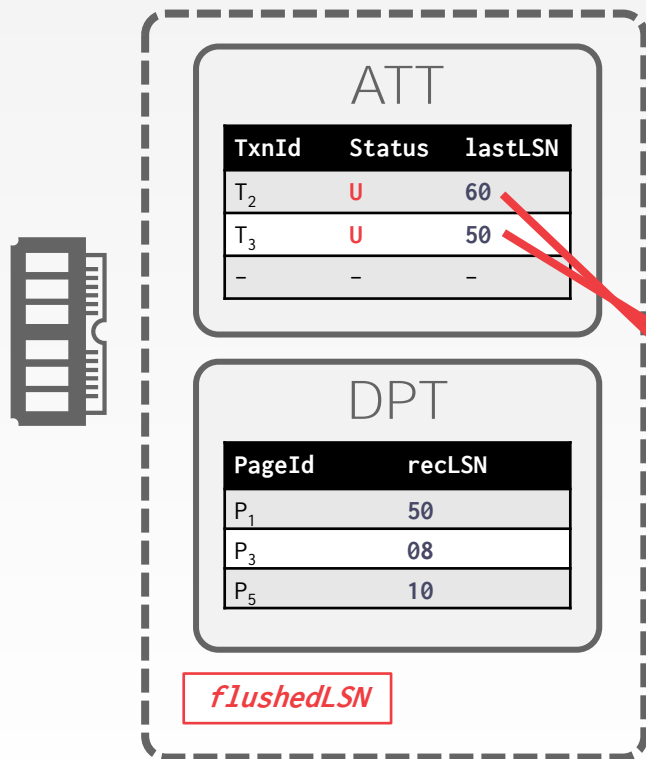 ATT
TxnId Status lastLSN
T2 U 60
T3 U 50
- - -
DPT
PageId recLSN
P1 50
P3 08
P5 10
flushedLSN